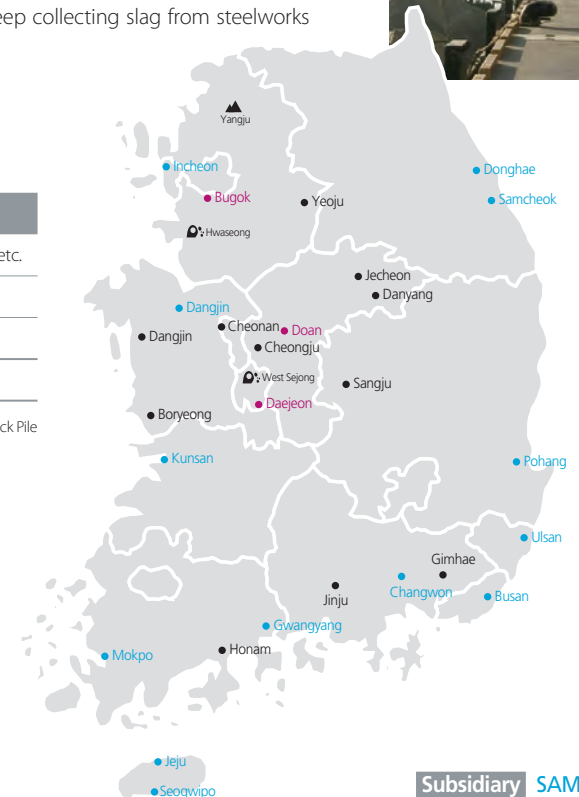 eep collecting slag from steelworks
Yangju
Incheon
Donghae
Bugok
Yeoju
Samcheok
Hwaseong
etc.
Jecheon
Danyang
Dangjin
Cheonan
Doan
Dangjin
Cheongju
West Sejong
Sangju
Daejeon
Boryeong
ck Pile
Kunsan
Pohang
Ulsan
Gimhae
Changwon
Busan
Jinju
Gwangyang
Honam
Mokpo
Jeju
Subsidiary SAM
Seogwipo